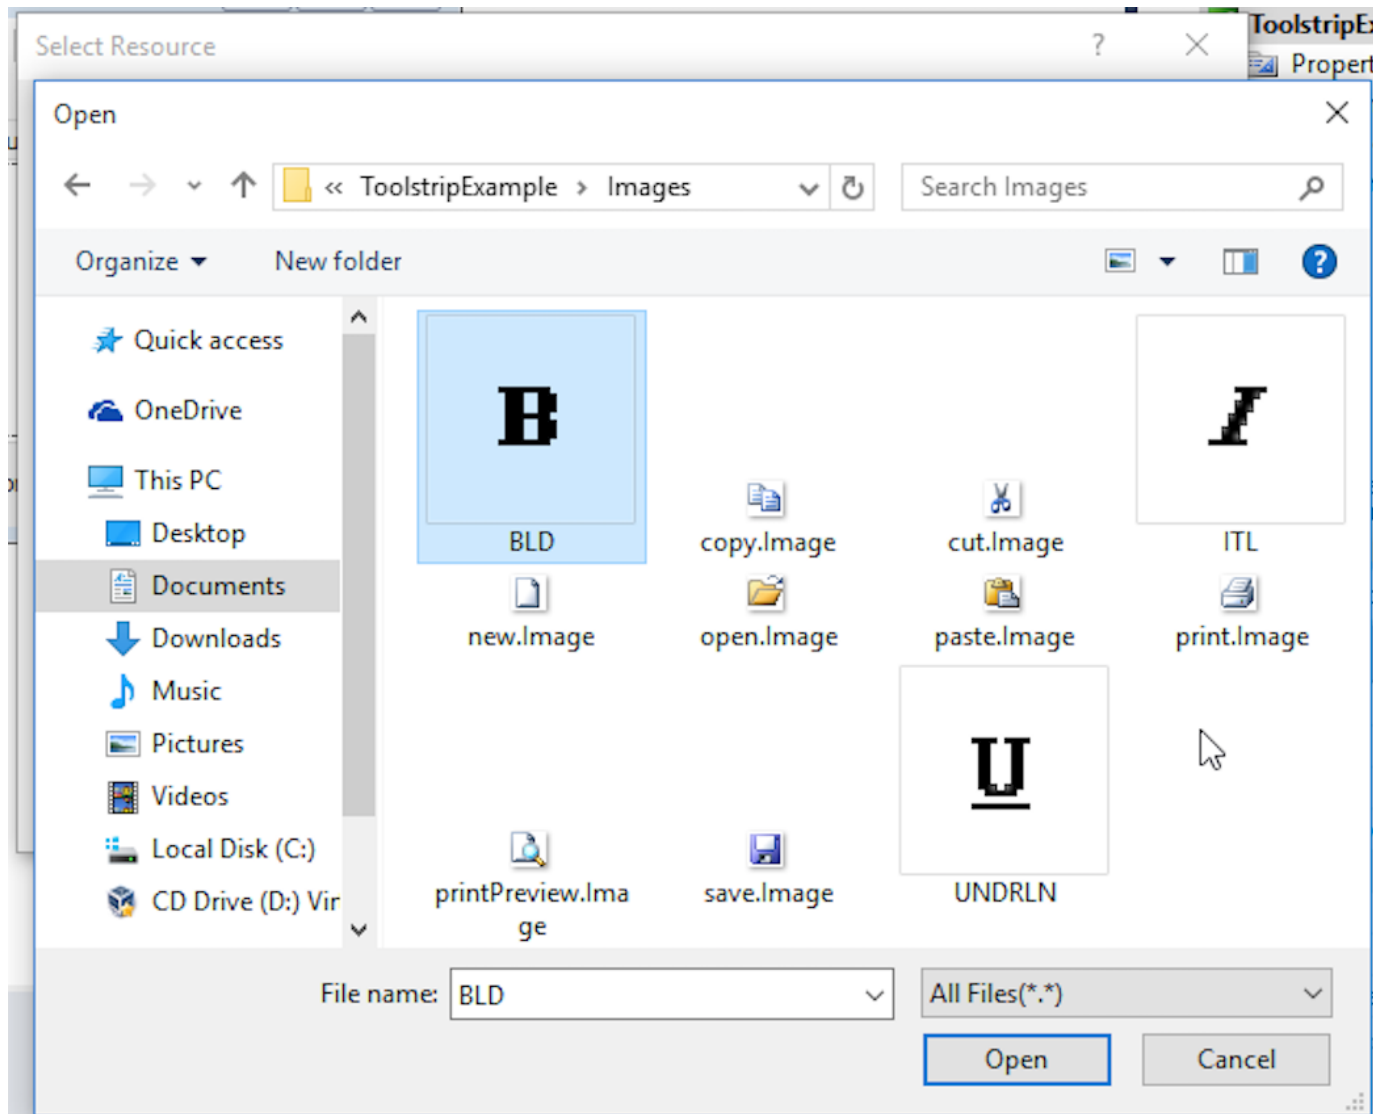 ToolstripEx
Select Resource
?
Propert
Open
« ToolstripExample > Images
Search Images
Organize
New folder
?
Quick access
OneDrive
This PC
Desktop
Documents
Downloads
Music
Pictures
Videos
Local Disk (C:)
CD Drive (D:) Vir
B
I
BLD
copy.Image
cut.Image
ITL
new.Image
open.Image
paste.Image
print.Image
U
printPreview.Ima
ge
save.Image
UNDRLN
File name:
BLD
All Files(*.*)
Open
Cancel